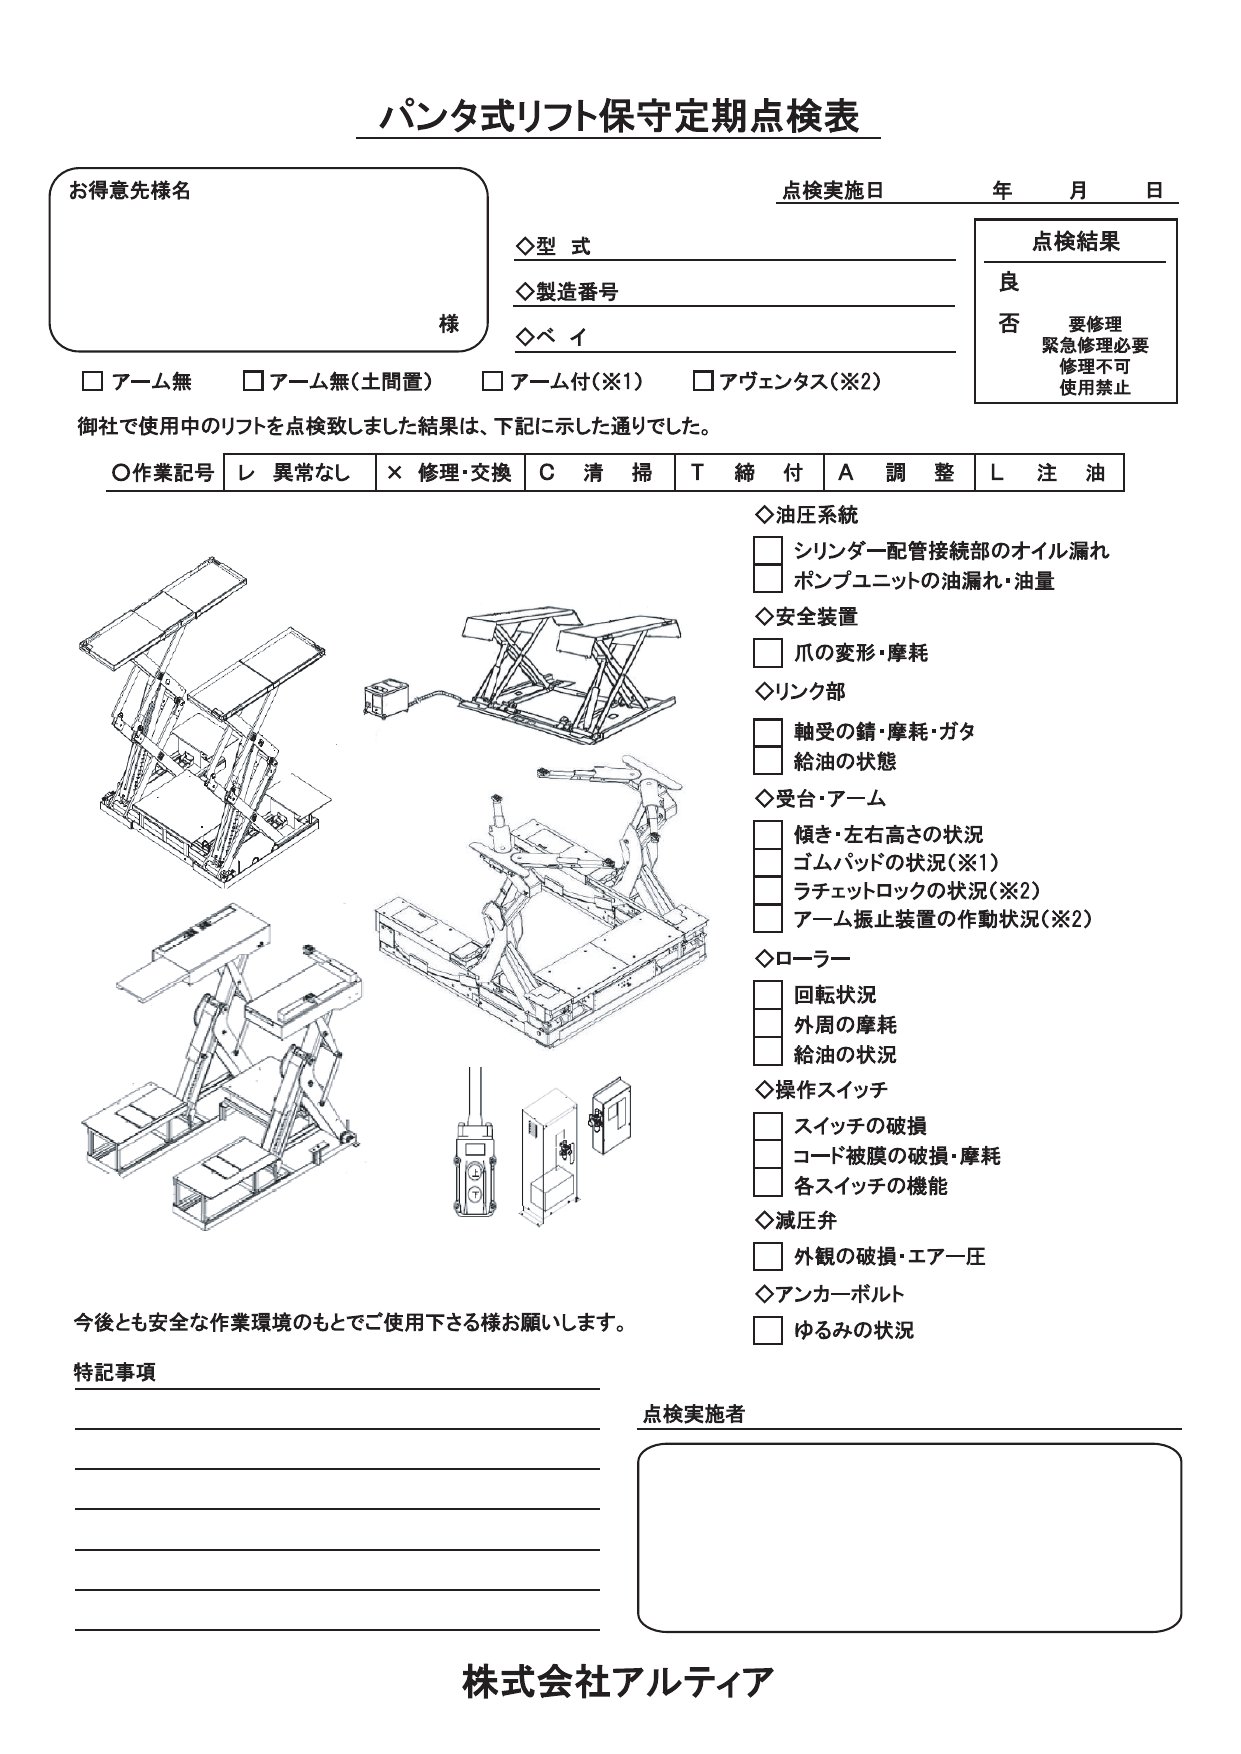 パンタ式リフト保守定期点検表
お得意先様名
様
点検実施日 年 月 日
◇型 式
◇製造番号
◇ベ イ
点検結果
良
否 要修理
緊急修理必要
修理不可
使用禁止
□ アーム無 □ アーム無(土間置) □ アーム付(※1) □ アヴェンタス(※2)
御社で使用中のリフトを点検致しました結果は、下記に示した通りでした。
○作業記号 レ 異常なし × 修理・交換 C 清 掃 T 締 付 A 調 整 L 注 油
◇油圧系統
シリンダー配管接続部のオイル漏れ
ポンプユニットの油漏れ・油量
◇安全装置
爪の変形・摩耗
◇リンク部
軸受の錆・摩耗・ガタ
給油の状態
◇受台・アーム
傾き・左右高さの状況
ゴムパッドの状況(※1)
ラチェットロックの状況(※2)
アーム振止装置の作動状況(※2)
◇ローラー
回転状況
外周の摩耗
給油の状況
◇操作スイッチ
スイッチの破損
コード被膜の破損・摩耗
各スイッチの機能
◇減圧弁
外観の破損・エアー圧
◇アンカーボルト
ゆるみの状況
上
下
今後とも安全な作業環境のもとでご使用下さる様お願いします。
特記事項
点検実施者
株式会社アルティア